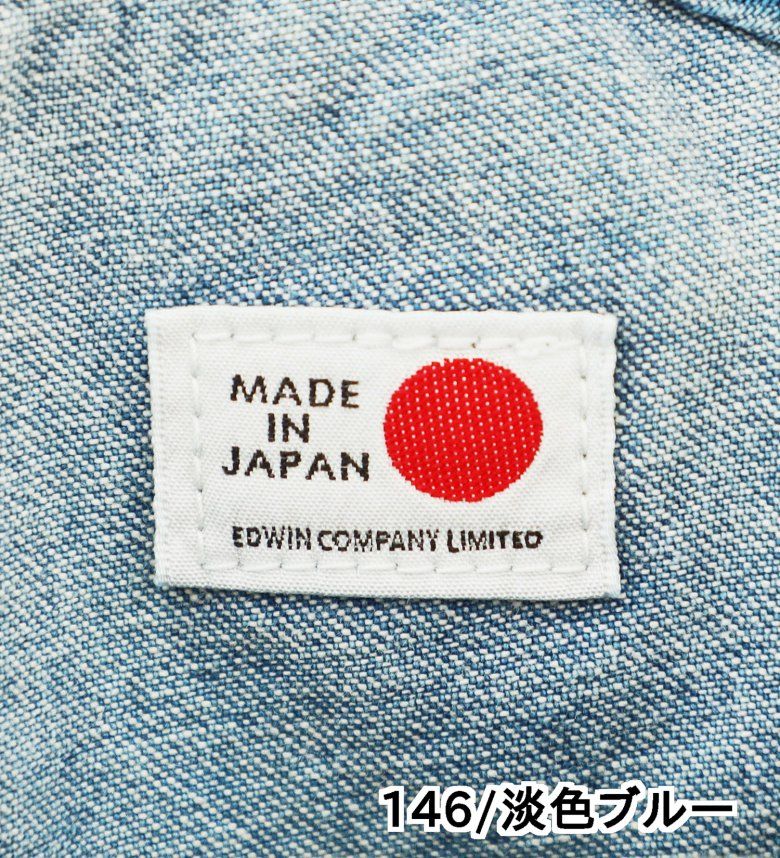 MADE
IN
JAPAN
EDWIN COMPANY LIMITED
146/淡色ブルー